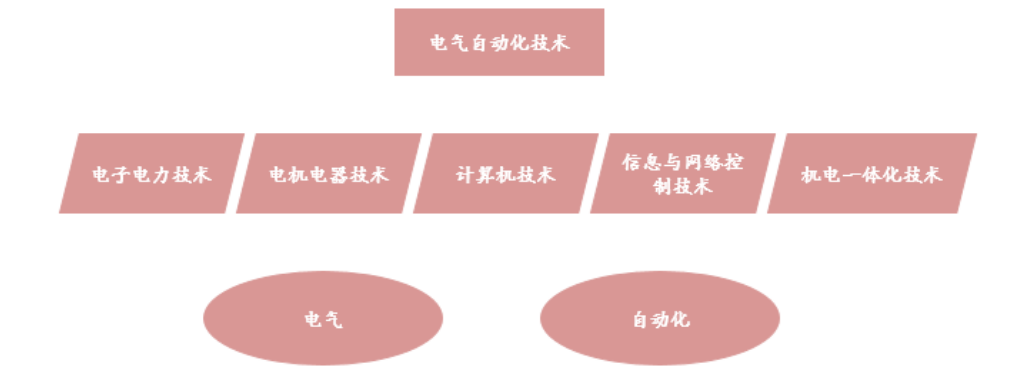 电气自动化技术
电子电力技术
电机电器技术
计算机技术
信息与网络控
制技术
机电一体化技术
电气
自动化